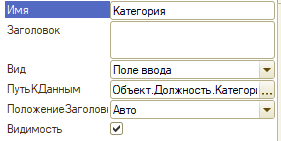 Имя Категория
Заголовок
Вид Поле ввода
ПутьКДанным Объект.Должность.Категори ...
ПоложениеЗаголовк Авто
Видимость